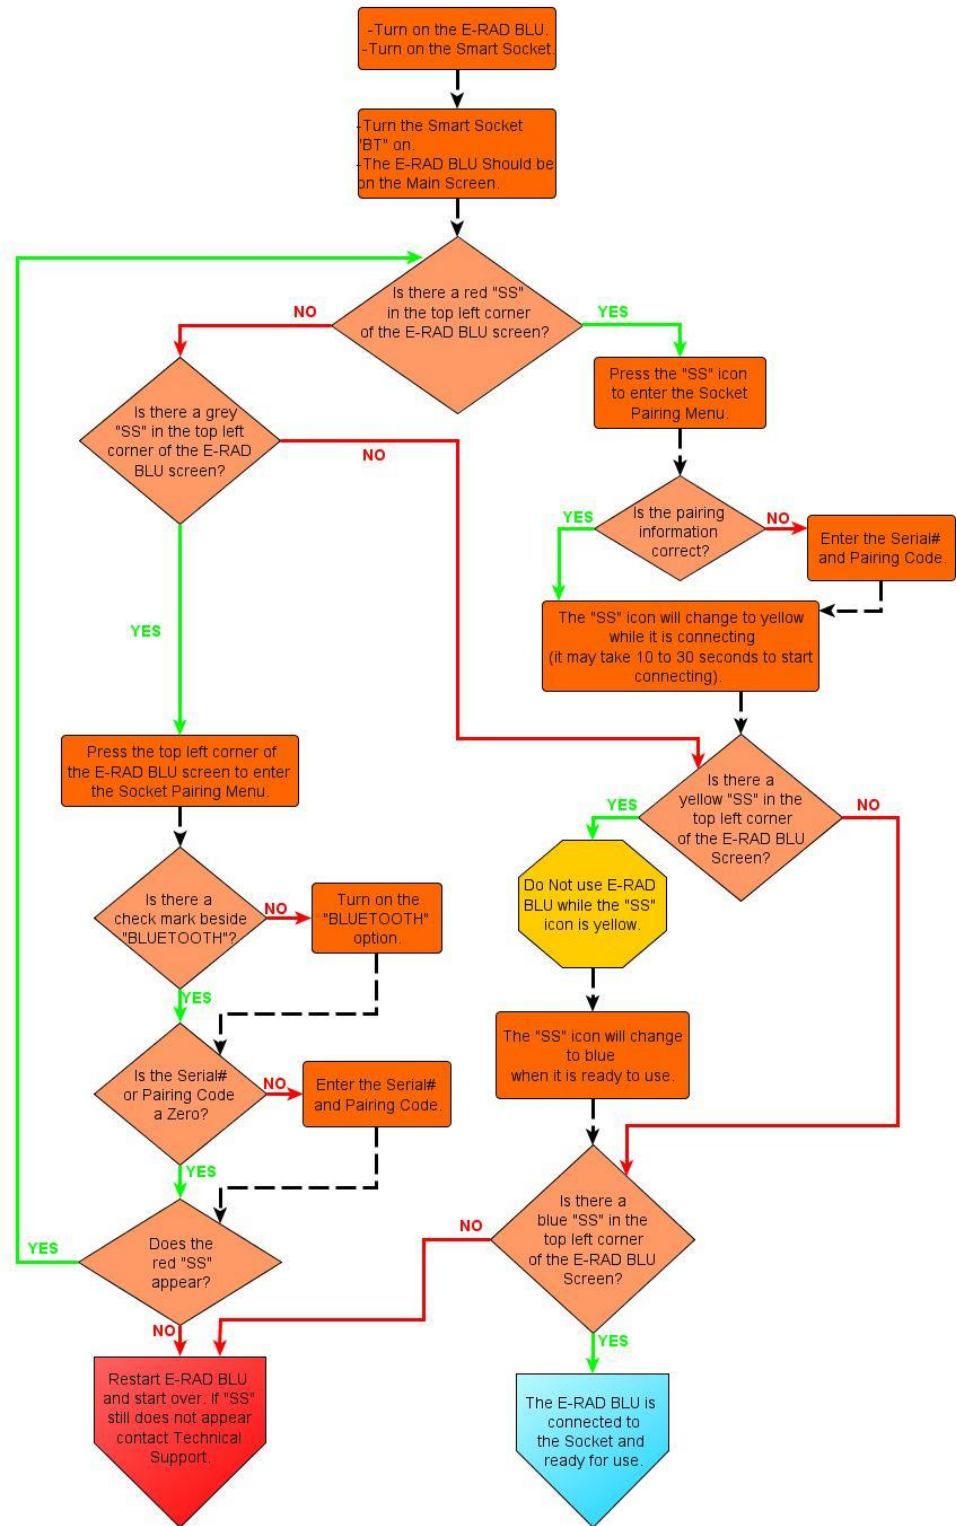 -Turn on the E-RAD BLU.
-Turn on the Smart Socket.
-Turn the Smart Socket
"BT" on.
-The E-RAD BLU Should be
on the Main Screen.
Is there a red "SS"
in the top left corner
of the E-RAD BLU screen?
NO
YES
Press the "SS" icon
to enter the Socket
Pairing Menu.
Is there a grey
"SS" in the top left
corner of the E-RAD
BLU screen?
NO
YES
Is the pairing
information
correct?
YES
NO
Enter the Serial#
and Pairing Code.
The "SS" icon will change to yellow
while it is connecting
(it may take 10 to 30 seconds to start
connecting).
Press the top left corner of
the E-RAD BLU screen to enter
the Socket Pairing Menu.
Is there a
yellow "SS" in the
top left corner
of the E-RAD BLU
Screen?
YES
NO
Is there a
check mark beside
"BLUETOOTH"?
NO
YES
Turn on the
"BLUETOOTH"
option.
Do Not use E-RAD
BLU while the "SS"
icon is yellow.
Is the Serial#
or Pairing Code
a Zero?
NO
YES
Enter the Serial#
and Pairing Code.
The "SS" icon will change
to blue
when it is ready to use.
Does the
red "SS"
appear?
YES
NO
Is there a
blue "SS" in the
top left corner
of the E-RAD BLU
Screen?
NO
YES
Restart E-RAD BLU
and start over. If "SS"
still does not appear
contact Technical
Support.
The E-RAD BLU is
connected to
the Socket and
ready for use.